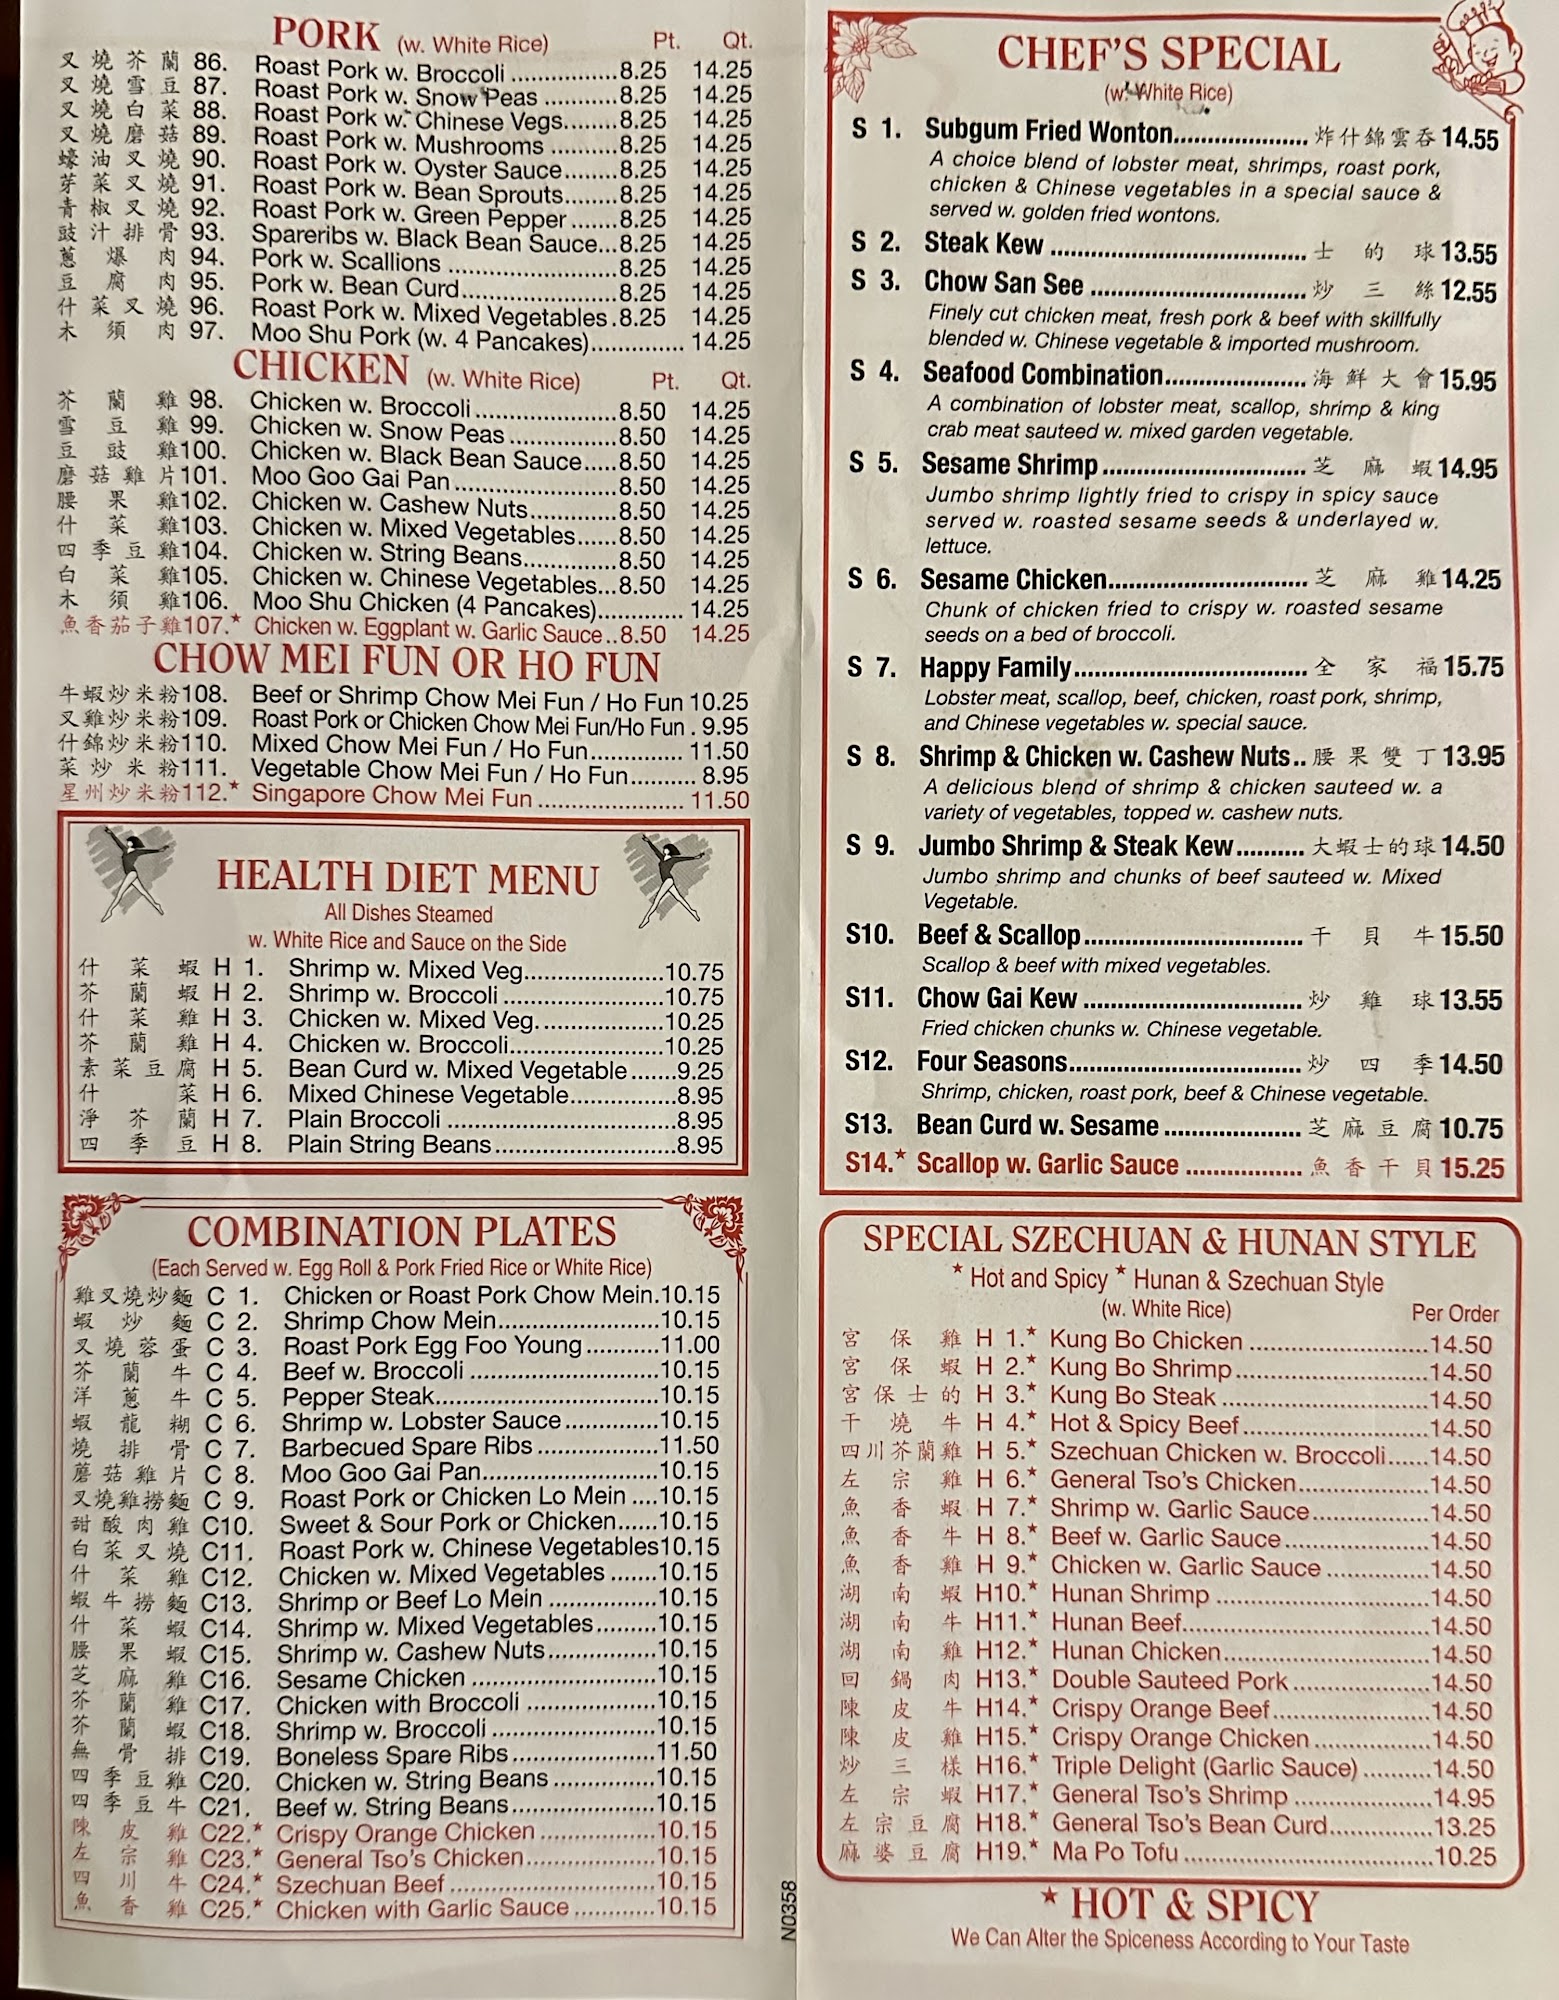 PORK (w. White Rice) Pt. Qt.
叉燒芥蘭 86. Roast Pork w. Broccoli ................8.25 14.25
叉燒雪豆 87. Roast Pork w. Snow Peas ...........8.25 14.25
叉燒白菜 88. Roast Pork w. Chinese Vegs........8.25 14.25
叉燒磨菇 89. Roast Pork w. Mushrooms ..........8.25 14.25
蠔油叉燒 90. Roast Pork w. Oyster Sauce........8.25 14.25
芽菜叉燒 91. Roast Pork w. Bean Sprouts........8.25 14.25
青椒叉燒 92. Roast Pork w. Green Pepper .......8.25 14.25
豉汁排骨 93. Spareribs w. Black Bean Sauce...8.25 14.25
蔥爆肉 94. Pork w. Scallions ........................8.25 14.25
豆腐肉 95. Pork w. Bean Curd......................8.25 14.25
什菜叉燒 96. Roast Pork w. Mixed Vegetables .8.25 14.25
木須肉 97. Moo Shu Pork (w. 4 Pancakes).............. 14.25
CHICKEN (w. White Rice) Pt. Qt.
芥蘭雞 98. Chicken w. Broccoli ....................8.50 14.25
雪豆雞 99. Chicken w. Snow Peas ...............8.50 14.25
豆豉雞100. Chicken w. Black Bean Sauce.....8.50 14.25
磨菇雞片101. Moo Goo Gai Pan .......................8.50 14.25
腰果雞102. Chicken w. Cashew Nuts.............8.50 14.25
什菜雞103. Chicken w. Mixed Vegetables......8.50 14.25
四季豆雞104. Chicken w. String Beans..............8.50 14.25
白菜雞105. Chicken w. Chinese Vegetables...8.50 14.25
木須雞106. Moo Shu Chicken (4 Pancakes)............. 14.25
魚香茄子雞107.★ Chicken w. Eggplant w. Garlic Sauce..8.50 14.25
CHOW MEI FUN OR HO FUN
牛蝦炒米粉108. Beef or Shrimp Chow Mei Fun / Ho Fun 10.25
叉雞炒米粉109. Roast Pork or Chicken Chow Mei Fun/Ho Fun . 9.95
什錦炒米粉110. Mixed Chow Mei Fun / Ho Fun.............. 11.50
菜炒米粉111. Vegetable Chow Mei Fun / Ho Fun.......... 8.95
星州炒米粉112.★ Singapore Chow Mei Fun ...................... 11.50
HEALTH DIET MENU
All Dishes Steamed
w. White Rice and Sauce on the Side
什菜蝦 H 1. Shrimp w. Mixed Veg.....................10.75
芥蘭蝦 H 2. Shrimp w. Broccoli ........................10.75
什菜雞 H 3. Chicken w. Mixed Veg. ..................10.25
芥蘭雞 H 4. Chicken w. Broccoli.......................10.25
素菜豆腐 H 5. Bean Curd w. Mixed Vegetable .......9.25
什菜 H 6. Mixed Chinese Vegetable................8.95
淨芥蘭 H 7. Plain Broccoli ...................................8.95
四季豆 H 8. Plain String Beans...........................8.95
COMBINATION PLATES
(Each Served w. Egg Roll & Pork Fried Rice or White Rice)
雞叉燒炒麵 C 1. Chicken or Roast Pork Chow Mein.10.15
蝦炒麵 C 2. Shrimp Chow Mein........................10.15
叉燒蓉蛋 C 3. Roast Pork Egg Foo Young ...........11.00
芥蘭牛 C 4. Beef w. Broccoli ............................10.15
洋蔥牛 C 5. Pepper Steak.................................10.15
蝦龍糊 C 6. Shrimp w. Lobster Sauce ..............10.15
燒排骨 C 7. Barbecued Spare Ribs ..................11.50
蘑菇雞片 C 8. Moo Goo Gai Pan..........................10.15
叉燒雞撈麵 C 9. Roast Pork or Chicken Lo Mein ....10.15
甜酸肉雞 C10. Sweet & Sour Pork or Chicken......10.15
白菜叉燒 C11. Roast Pork w. Chinese Vegetables10.15
什菜雞 C12. Chicken w. Mixed Vegetables .......10.15
蝦牛撈麵 C13. Shrimp or Beef Lo Mein ................10.15
什菜蝦 C14. Shrimp w. Mixed Vegetables.........10.15
腰果蝦 C15. Shrimp w. Cashew Nuts................10.15
芝麻雞 C16. Sesame Chicken ...........................10.15
芥蘭雞 C17. Chicken with Broccoli ....................10.15
芥蘭蝦 C18. Shrimp w. Broccoli ........................10.15
無骨排 C19. Boneless Spare Ribs .....................11.50
四季豆雞 C20. Chicken w. String Beans ...............10.15
四季豆牛 C21. Beef w. String Beans.....................10.15
陳皮雞 C22.★ Crispy Orange Chicken .................10.15
左宗雞 C23.★ General Tso's Chicken...................10.15
四川牛 C24.★ Szechuan Beef ..............................10.15
魚香雞 C25.★ Chicken with Garlic Sauce ............10.15
N0358
CHEF'S SPECIAL
(w. White Rice)
S 1. Subgum Fried Wonton...................... 炸什錦雲吞 14.55
A choice blend of lobster meat, shrimps, roast pork,
chicken & Chinese vegetables in a special sauce &
served w. golden fried wontons.
S 2. Steak Kew ...................................... 士的球 13.55
S 3. Chow San See ................................ 炒三絲 12.55
Finely cut chicken meat, fresh pork & beef with skillfully
blended w. Chinese vegetable & imported mushroom.
S 4. Seafood Combination..................... 海鮮大會 15.95
A combination of lobster meat, scallop, shrimp & king
crab meat sauteed w. mixed garden vegetable.
S 5. Sesame Shrimp .............................. 芝麻蝦 14.95
Jumbo shrimp lightly fried to crispy in spicy sauce
served w. roasted sesame seeds & underlayed w.
lettuce.
S 6. Sesame Chicken............................. 芝麻雞 14.25
Chunk of chicken fried to crispy w. roasted sesame
seeds on a bed of broccoli.
S 7. Happy Family.................................. 全家福 15.75
Lobster meat, scallop, beef, chicken, roast pork, shrimp,
and Chinese vegetables w. special sauce.
S 8. Shrimp & Chicken w. Cashew Nuts.. 腰果雙丁 13.95
A delicious blend of shrimp & chicken sauteed w. a
variety of vegetables, topped w. cashew nuts.
S 9. Jumbo Shrimp & Steak Kew.......... 大蝦士的球 14.50
Jumbo shrimp and chunks of beef sauteed w. Mixed
Vegetable.
S10. Beef & Scallop................................ 干貝牛 15.50
Scallop & beef with mixed vegetables.
S11. Chow Gai Kew ................................ 炒雞球 13.55
Fried chicken chunks w. Chinese vegetable.
S12. Four Seasons.................................. 炒四季 14.50
Shrimp, chicken, roast pork, beef & Chinese vegetable.
S13. Bean Curd w. Sesame .................... 芝麻豆腐 10.75
S14.★ Scallop w. Garlic Sauce ................. 魚香干貝 15.25
SPECIAL SZECHUAN & HUNAN STYLE
★ Hot and Spicy ★ Hunan & Szechuan Style
(w. White Rice) Per Order
宮保雞 H 1.★ Kung Bo Chicken ..........................14.50
宮保蝦 H 2.★ Kung Bo Shrimp............................14.50
宮保士的 H 3.★ Kung Bo Steak ..............................14.50
干燒牛 H 4.★ Hot & Spicy Beef...........................14.50
四川芥蘭雞 H 5.★ Szechuan Chicken w. Broccoli......14.50
左宗雞 H 6.★ General Tso's Chicken...................14.50
魚香蝦 H 7.★ Shrimp w. Garlic Sauce.................14.50
魚香牛 H 8.★ Beef w. Garlic Sauce .....................14.50
魚香雞 H 9.★ Chicken w. Garlic Sauce ...............14.50
湖南蝦 H10.★ Hunan Shrimp ...............................14.50
湖南牛 H11.★ Hunan Beef....................................14.50
湖南雞 H12.★ Hunan Chicken..............................14.50
回鍋肉 H13.★ Double Sauteed Pork ....................14.50
陳皮牛 H14.★ Crispy Orange Beef.......................14.50
陳皮雞 H15.★ Crispy Orange Chicken .................14.50
炒三樣 H16.★ Triple Delight (Garlic Sauce) ..........14.50
左宗蝦 H17.★ General Tso's Shrimp ....................14.95
左宗豆腐 H18.★ General Tso's Bean Curd...............13.25
麻婆豆腐 H19.★ Ma Po Tofu ....................................10.25
★ HOT & SPICY
We Can Alter the Spiciness According to Your Taste